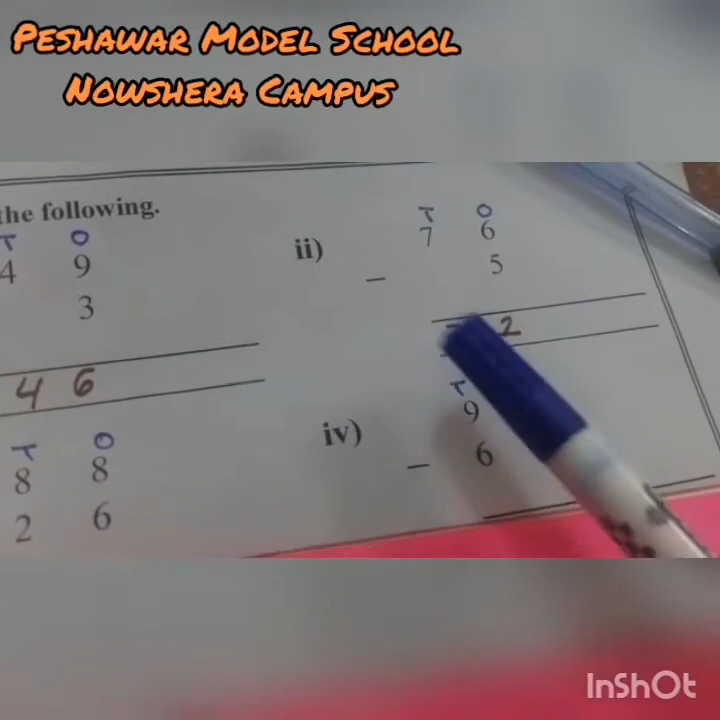 PESHAWAR MODEL SCHOOL
NOWSHERA CAMPUS
the following.
T O
4 9
3
4 6
ii)
T O
7 6
− 5
2
T O
8 8
2 6
iv)
T
9
− 6
InShOt